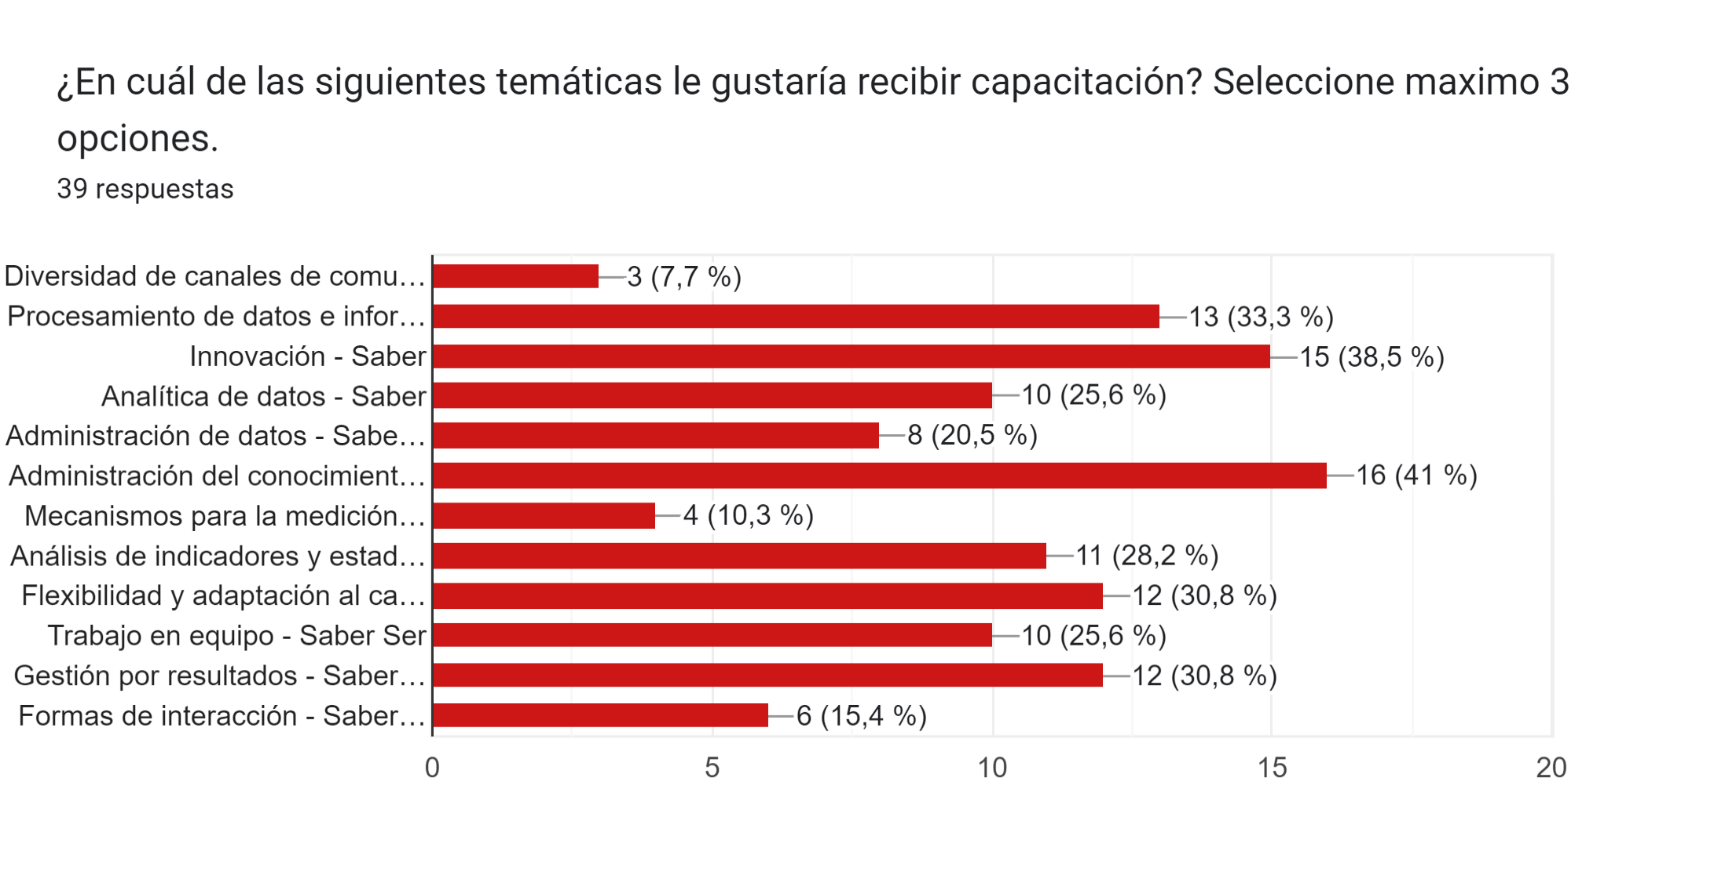 ¿En cuál de las siguientes temáticas le gustaría recibir capacitación? Seleccione maximo 3
opciones.
39 respuestas
Diversidad de canales de comu… 3 (7,7 %)
Procesamiento de datos e infor… 13 (33,3 %)
Innovación - Saber 15 (38,5 %)
Analítica de datos - Saber 10 (25,6 %)
Administración de datos - Sabe… 8 (20,5 %)
Administración del conocimient… 16 (41 %)
Mecanismos para la medición… 4 (10,3 %)
Análisis de indicadores y estad… 11 (28,2 %)
Flexibilidad y adaptación al ca… 12 (30,8 %)
Trabajo en equipo - Saber Ser 10 (25,6 %)
Gestión por resultados - Saber… 12 (30,8 %)
Formas de interacción - Saber… 6 (15,4 %)
0 5 10 15 20